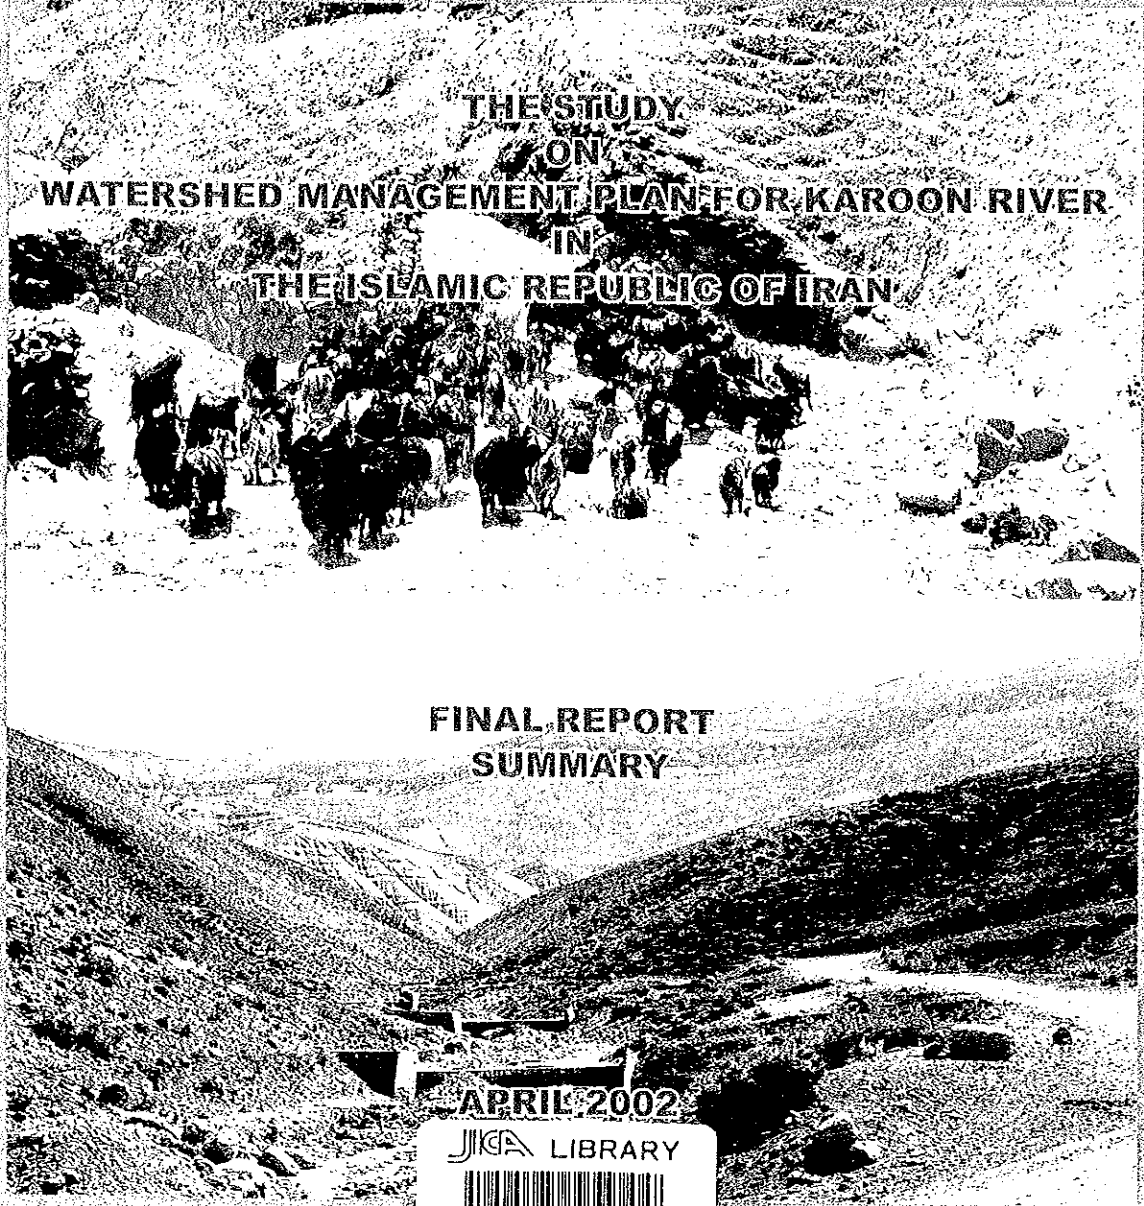 THE STUDY
ON
WATERSHED MANAGEMENT PLAN FOR KAROON RIVER
IN
THE ISLAMIC REPUBLIC OF IRAN
FINAL REPORT
SUMMARY
APRIL 2002
JICA LIBRARY